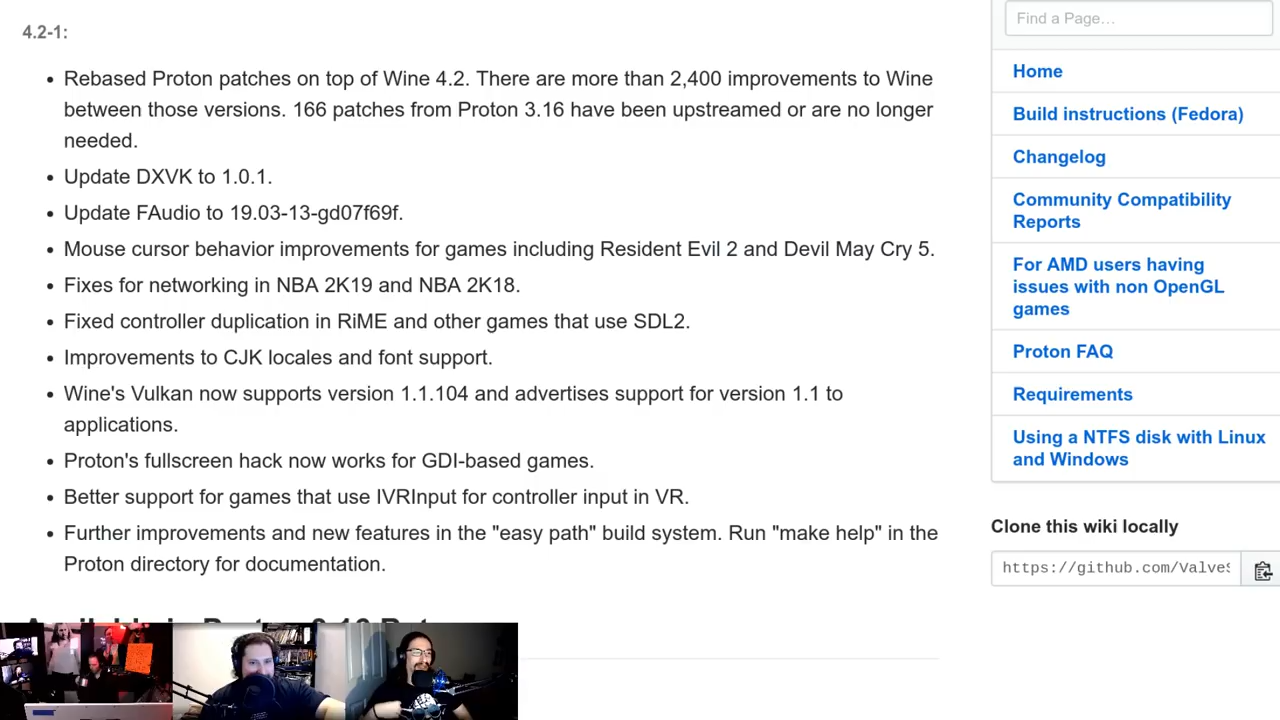 4.2-1:
Rebased Proton patches on top of Wine 4.2. There are more than 2,400 improvements to Wine
between those versions. 166 patches from Proton 3.16 have been upstreamed or are no longer
needed.
Update DXVK to 1.0.1.
Update FAudio to 19.03-13-gd07f69f.
Mouse cursor behavior improvements for games including Resident Evil 2 and Devil May Cry 5.
Fixes for networking in NBA 2K19 and NBA 2K18.
Fixed controller duplication in RiME and other games that use SDL2.
Improvements to CJK locales and font support.
Wine's Vulkan now supports version 1.1.104 and advertises support for version 1.1 to
applications.
Proton's fullscreen hack now works for GDI-based games.
Better support for games that use IVRInput for controller input in VR.
Further improvements and new features in the "easy path" build system. Run "make help" in the
Proton directory for documentation.
Find a Page…
Home
Build instructions (Fedora)
Changelog
Community Compatibility
Reports
For AMD users having
issues with non OpenGL
games
Proton FAQ
Requirements
Using a NTFS disk with Linux
and Windows
Clone this wiki locally
https://github.com/ValveS